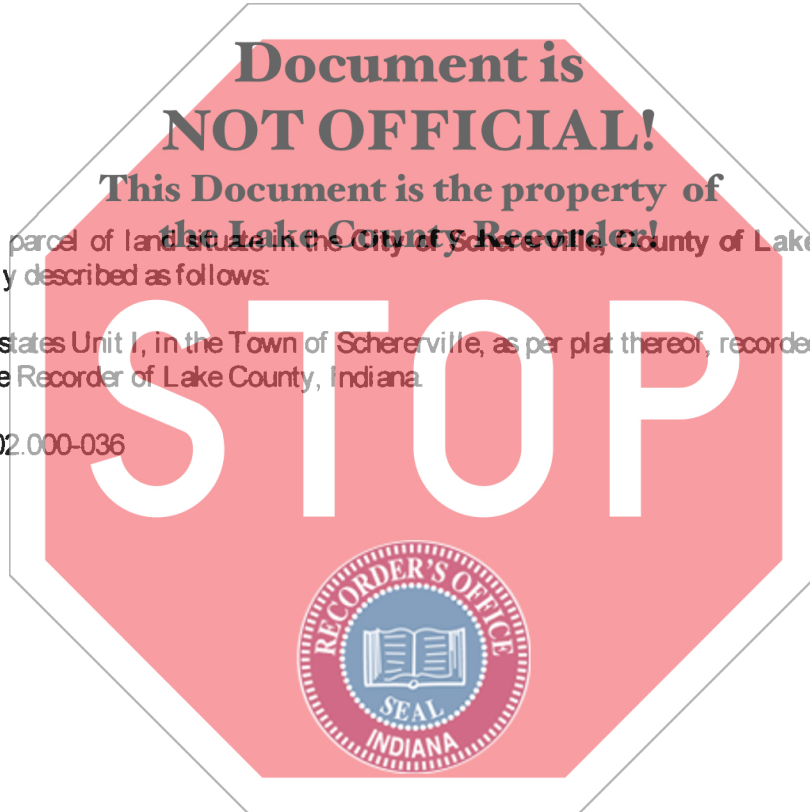 Document is
NOT OFFICIAL!
This Document is the property of
the Lake County Recorder!
parcel of land situate in the City of Schererville, County of Lake
y described as follows:
states Unit I, in the Town of Schererville, as per plat thereof, recorded
e Recorder of Lake County, Indiana
02.000-036
STOP
RECORDER'S OFFICE
SEAL
INDIANA